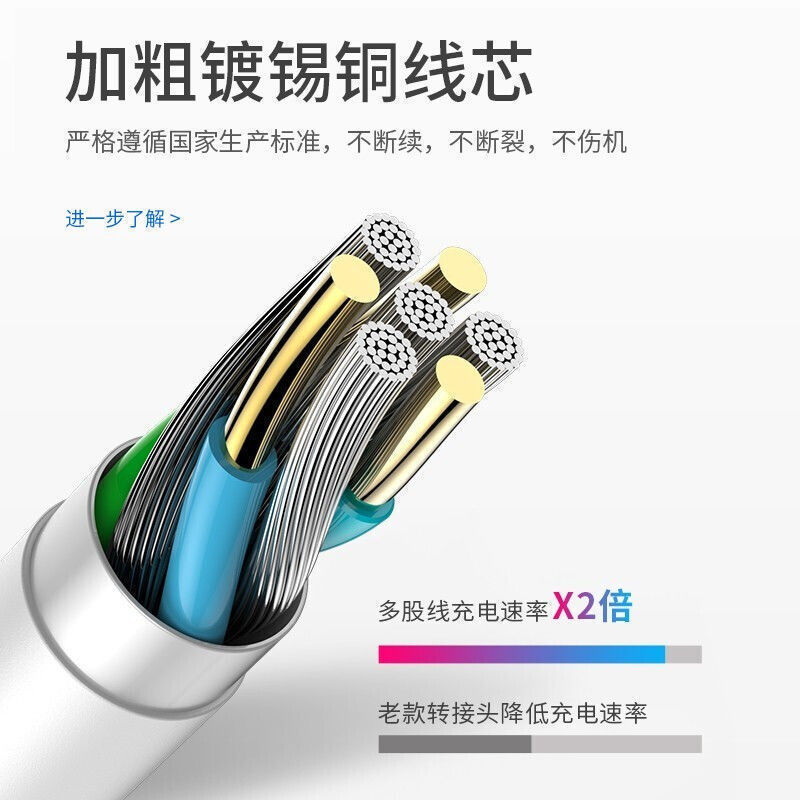 加粗镀锡铜线芯
严格遵循国家生产标准，不断续，不断裂，不伤机
进一步了解 >
多股线充电速率X2倍
老款转接头降低充电速率